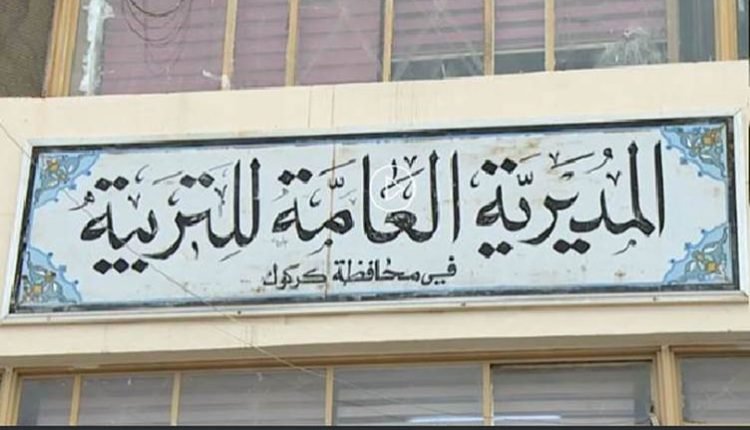 المديرية العامة للتربية
في محافظة كركوك